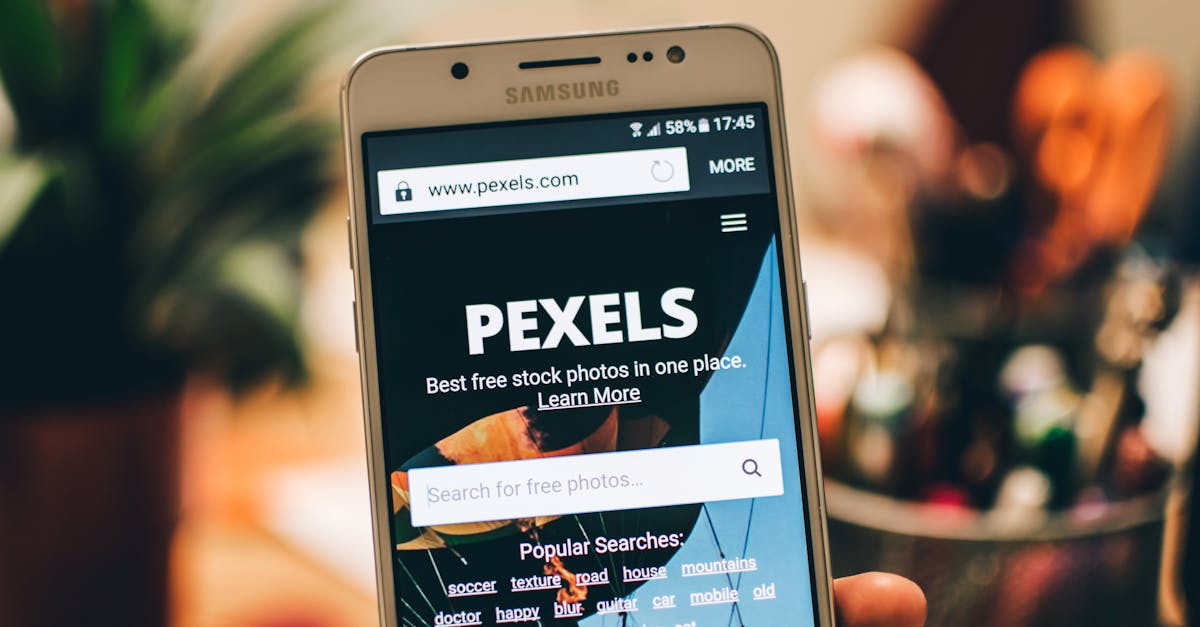 SAMSUNG
58% 17:45
www.pexels.com MORE
PEXELS
Best free stock photos in one place.
Learn More
Search for free photos...
Popular Searches:
soccer texture road house mountains
doctor happy blur guitar car mobile old
cat